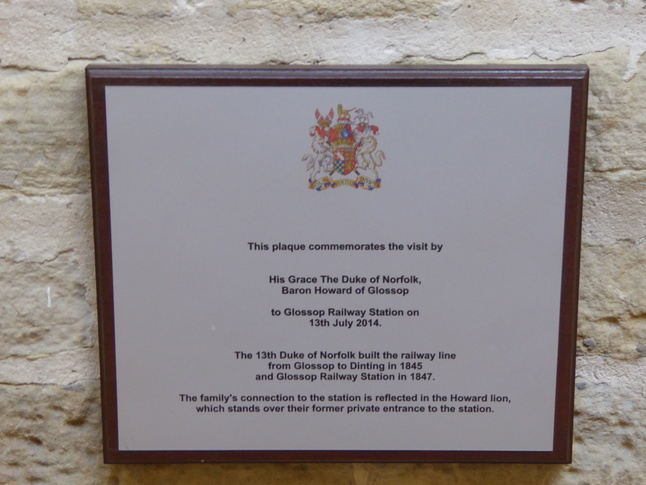 This plaque commemorates the visit by
His Grace The Duke of Norfolk,
Baron Howard of Glossop
to Glossop Railway Station on
13th July 2014.
The 13th Duke of Norfolk built the railway line
from Glossop to Dinting in 1845
and Glossop Railway Station in 1847.
The family's connection to the station is reflected in the Howard lion,
which stands over their former private entrance to the station.